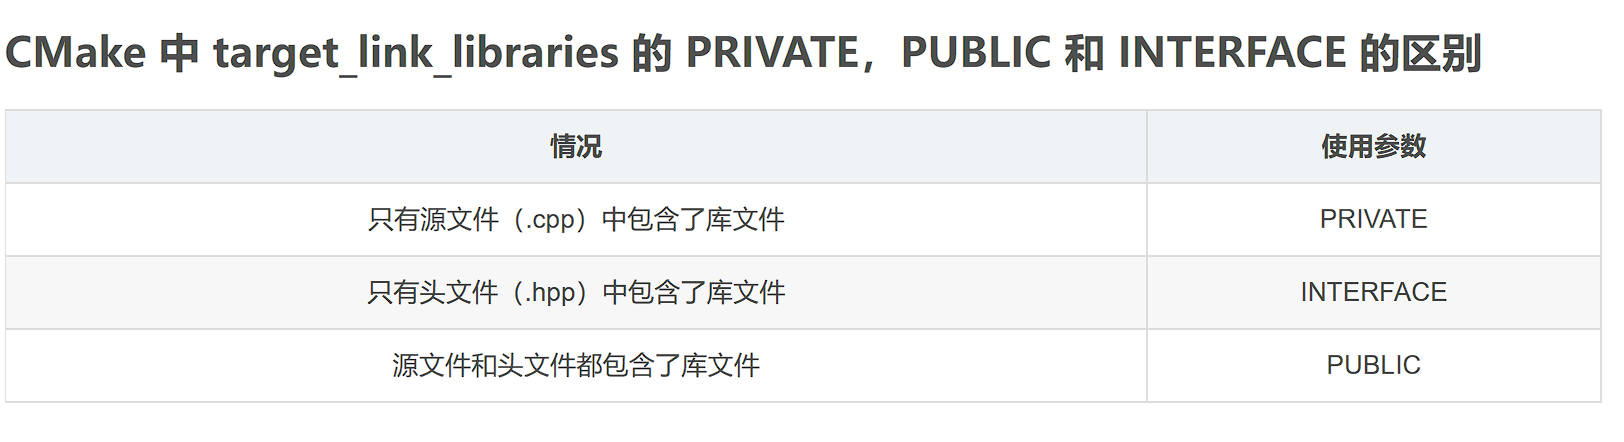 CMake 中 target_link_libraries 的 PRIVATE，PUBLIC 和 INTERFACE 的区别
情况 使用参数
只有源文件（.cpp）中包含了库文件 PRIVATE
只有头文件（.hpp）中包含了库文件 INTERFACE
源文件和头文件都包含了库文件 PUBLIC